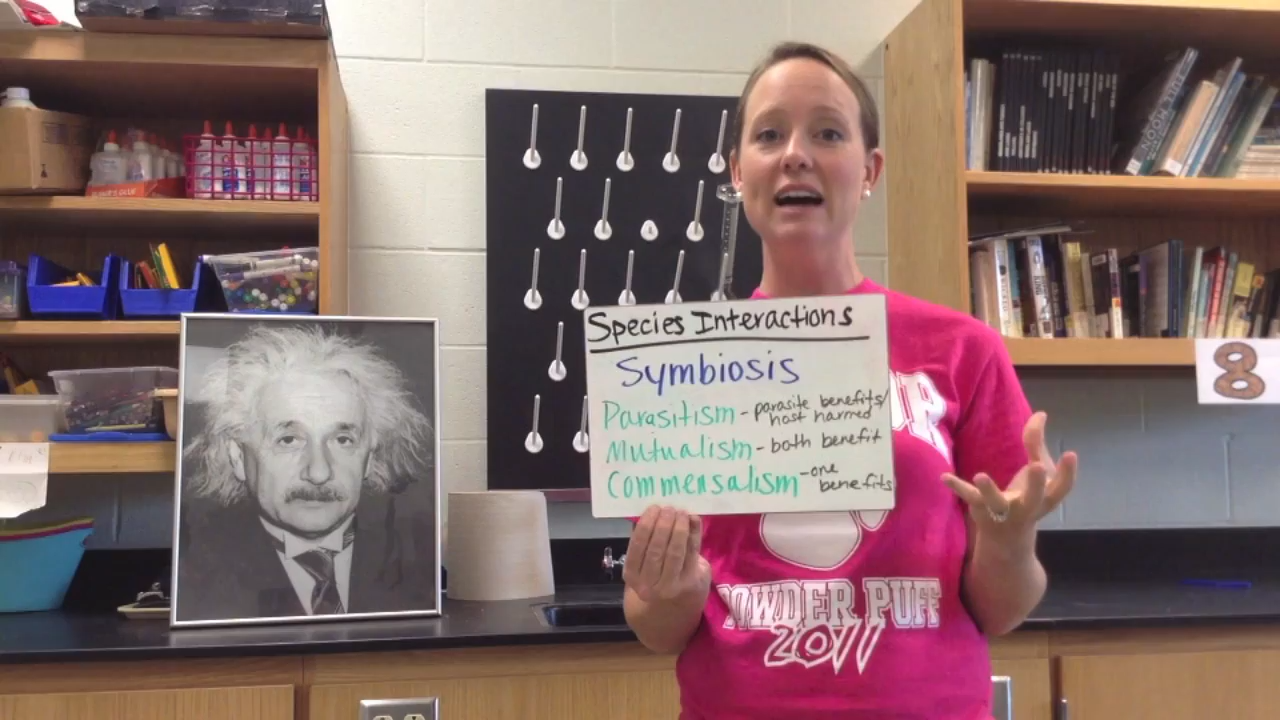 Species Interactions
Symbiosis
Parasitism - parasite benefits/
host harmed
Mutualism - both benefit
Commensalism - one
benefits
POWDER PUFF
2011
8